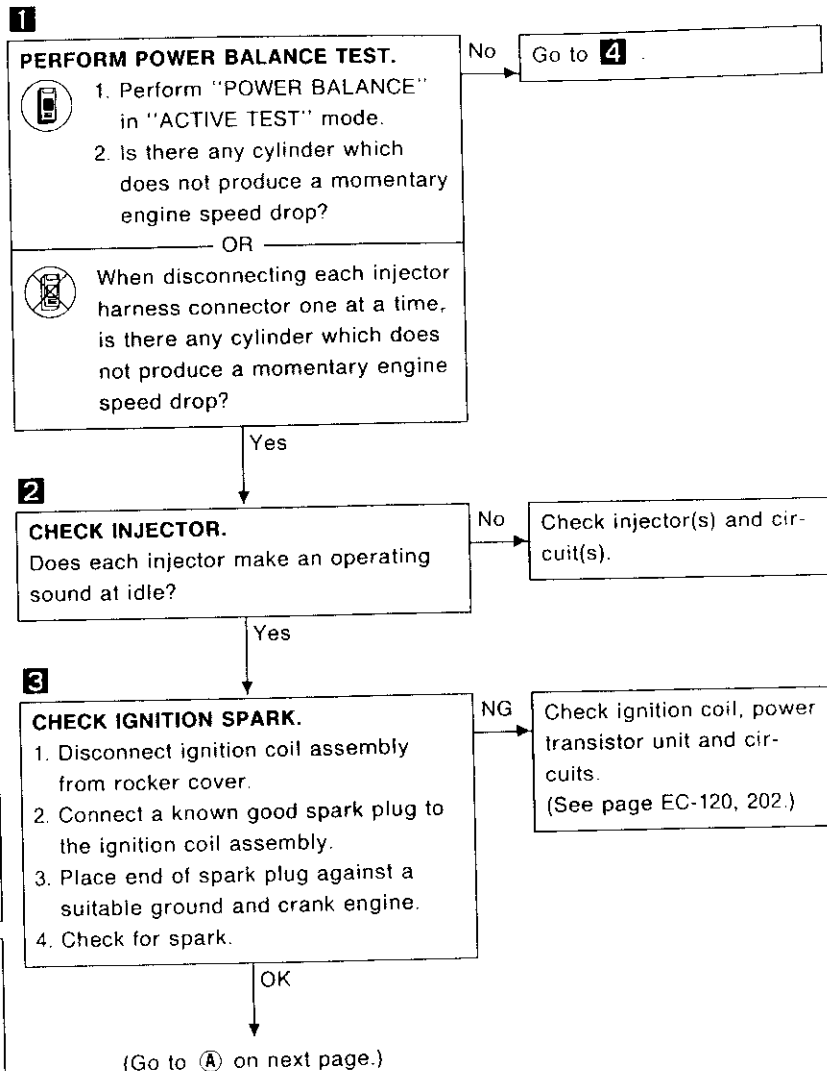 1
PERFORM POWER BALANCE TEST.
1. Perform "POWER BALANCE"
in "ACTIVE TEST" mode.
2. Is there any cylinder which
does not produce a momentary
engine speed drop?
OR
When disconnecting each injector
harness connector one at a time,
is there any cylinder which does
not produce a momentary engine
speed drop?
No
Go to 4 .
Yes
2
CHECK INJECTOR.
Does each injector make an operating
sound at idle?
No
Check injector(s) and cir-
cuit(s).
Yes
3
CHECK IGNITION SPARK.
1. Disconnect ignition coil assembly
from rocker cover.
2. Connect a known good spark plug to
the ignition coil assembly.
3. Place end of spark plug against a
suitable ground and crank engine.
4. Check for spark.
NG
Check ignition coil, power
transistor unit and cir-
cuits.
(See page EC-120, 202.)
OK
(Go to Ⓐ on next page.)